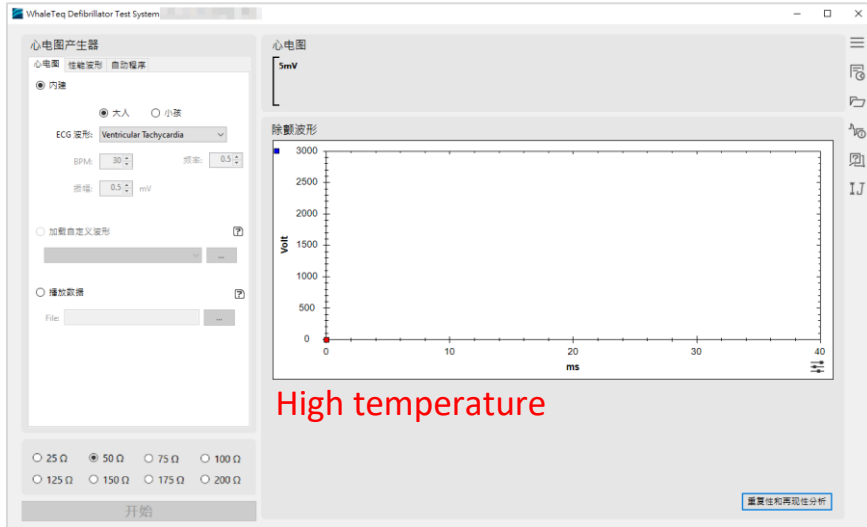 WhaleTeq Defibrillator Test System
心电图产生器
心电图 性能波形 自动程序
内建
大人 小孩
ECG 波形: Ventricular Tachycardia
BPM: 30 频率: 0.5
振幅: 0.5 mV
加载自定义波形 ?
...
播放数据 ?
File: ...
25 Ω 50 Ω 75 Ω 100 Ω
125 Ω 150 Ω 175 Ω 200 Ω
开始
心电图
5mV
除颤波形
3000
2500
2000
1500
1000
500
0
Volt
0 10 20 30 40
ms
High temperature
重复性和再现性分析